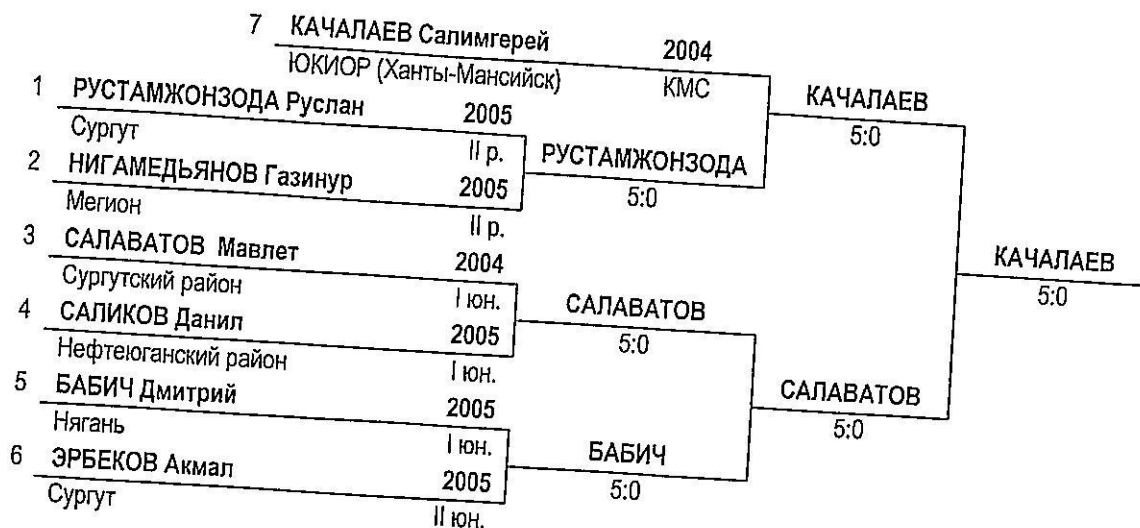 7 КАЧАЛАЕВ Салимгерей 2004
ЮКИОР (Ханты-Мансийск) КМС
КАЧАЛАЕВ
5:0
1 РУСТАМЖОНЗОДА Руслан 2005
Сургут II р.
РУСТАМЖОНЗОДА
5:0
2 НИГАМЕДЬЯНОВ Газинур 2005
Мегион II р.
КАЧАЛАЕВ
5:0
3 САЛАВАТОВ Мавлет 2004
Сургутский район I юн.
САЛАВАТОВ
5:0
4 САЛИКОВ Данил 2005
Нефтеюганский район I юн.
САЛАВАТОВ
5:0
5 БАБИЧ Дмитрий 2005
Нягань I юн.
БАБИЧ
5:0
6 ЭРБЕКОВ Акмал 2005
Сургут II юн.